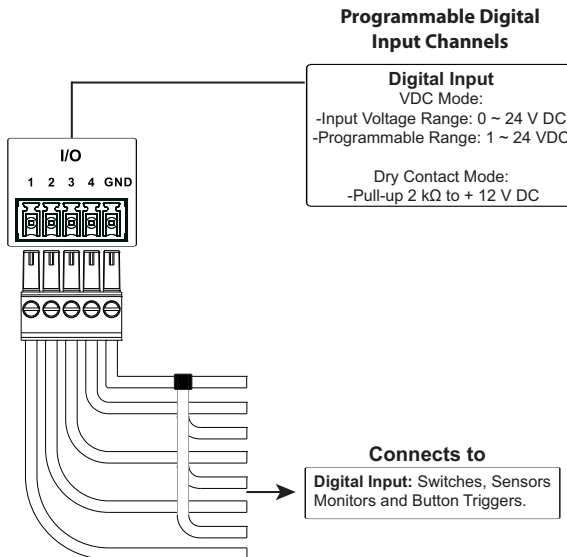 Programmable Digital
Input Channels
Digital Input
VDC Mode:
-Input Voltage Range: 0 ~ 24 V DC
-Programmable Range: 1 ~ 24 VDC
Dry Contact Mode:
-Pull-up 2 kΩ to + 12 V DC
I/O
1 2 3 4 GND
Connects to
Digital Input: Switches, Sensors
Monitors and Button Triggers.